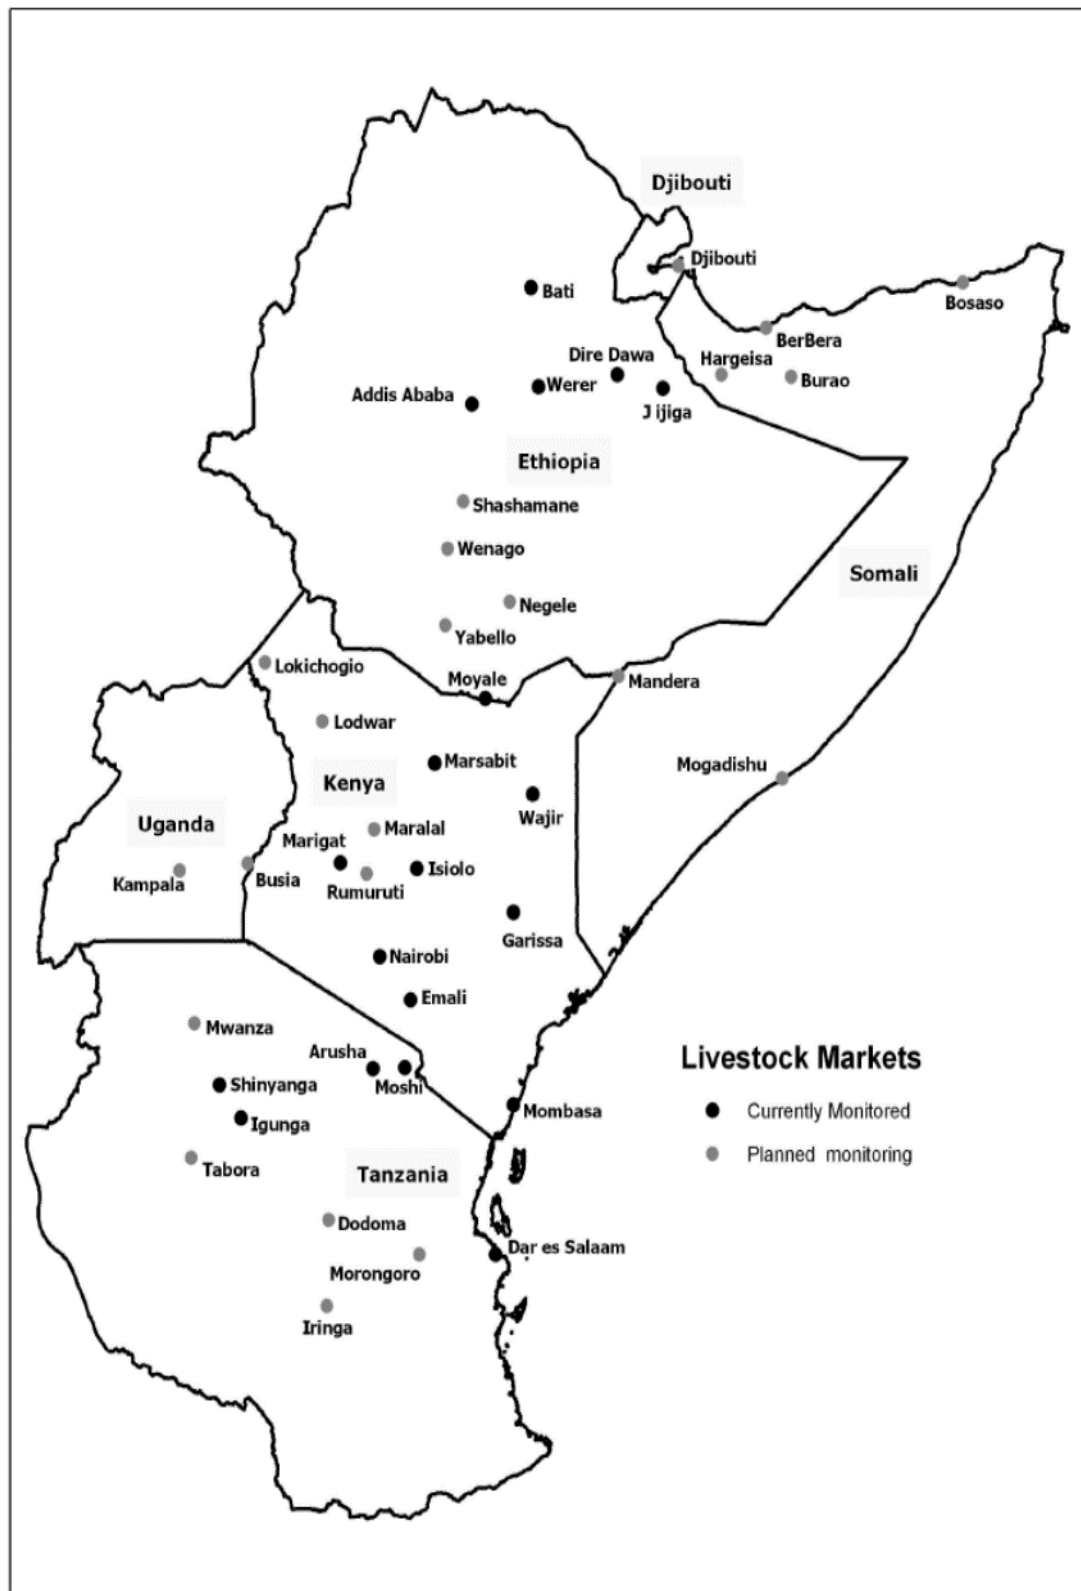 Djibouti
Djibouti
Bati
Bosaso
BerBera
Dire Dawa
Hargeisa
Werer
Burao
Addis Ababa
J ijiga
Ethiopia
Shashamane
Wenago
Somali
Negele
Yabello
Lokichogio
Moyale
Mandera
Lodwar
Marsabit
Mogadishu
Kenya
Wajir
Uganda
Maralal
Marigat
Isiolo
Busia
Kampala
Rumuruti
Garissa
Nairobi
Emali
Mwanza
Arusha
Livestock Markets
Shinyanga
Moshi
Currently Monitored
Mombasa
Igunga
Planned monitoring
Tabora
Tanzania
Dodoma
Dar es Salaam
Morongoro
Iringa